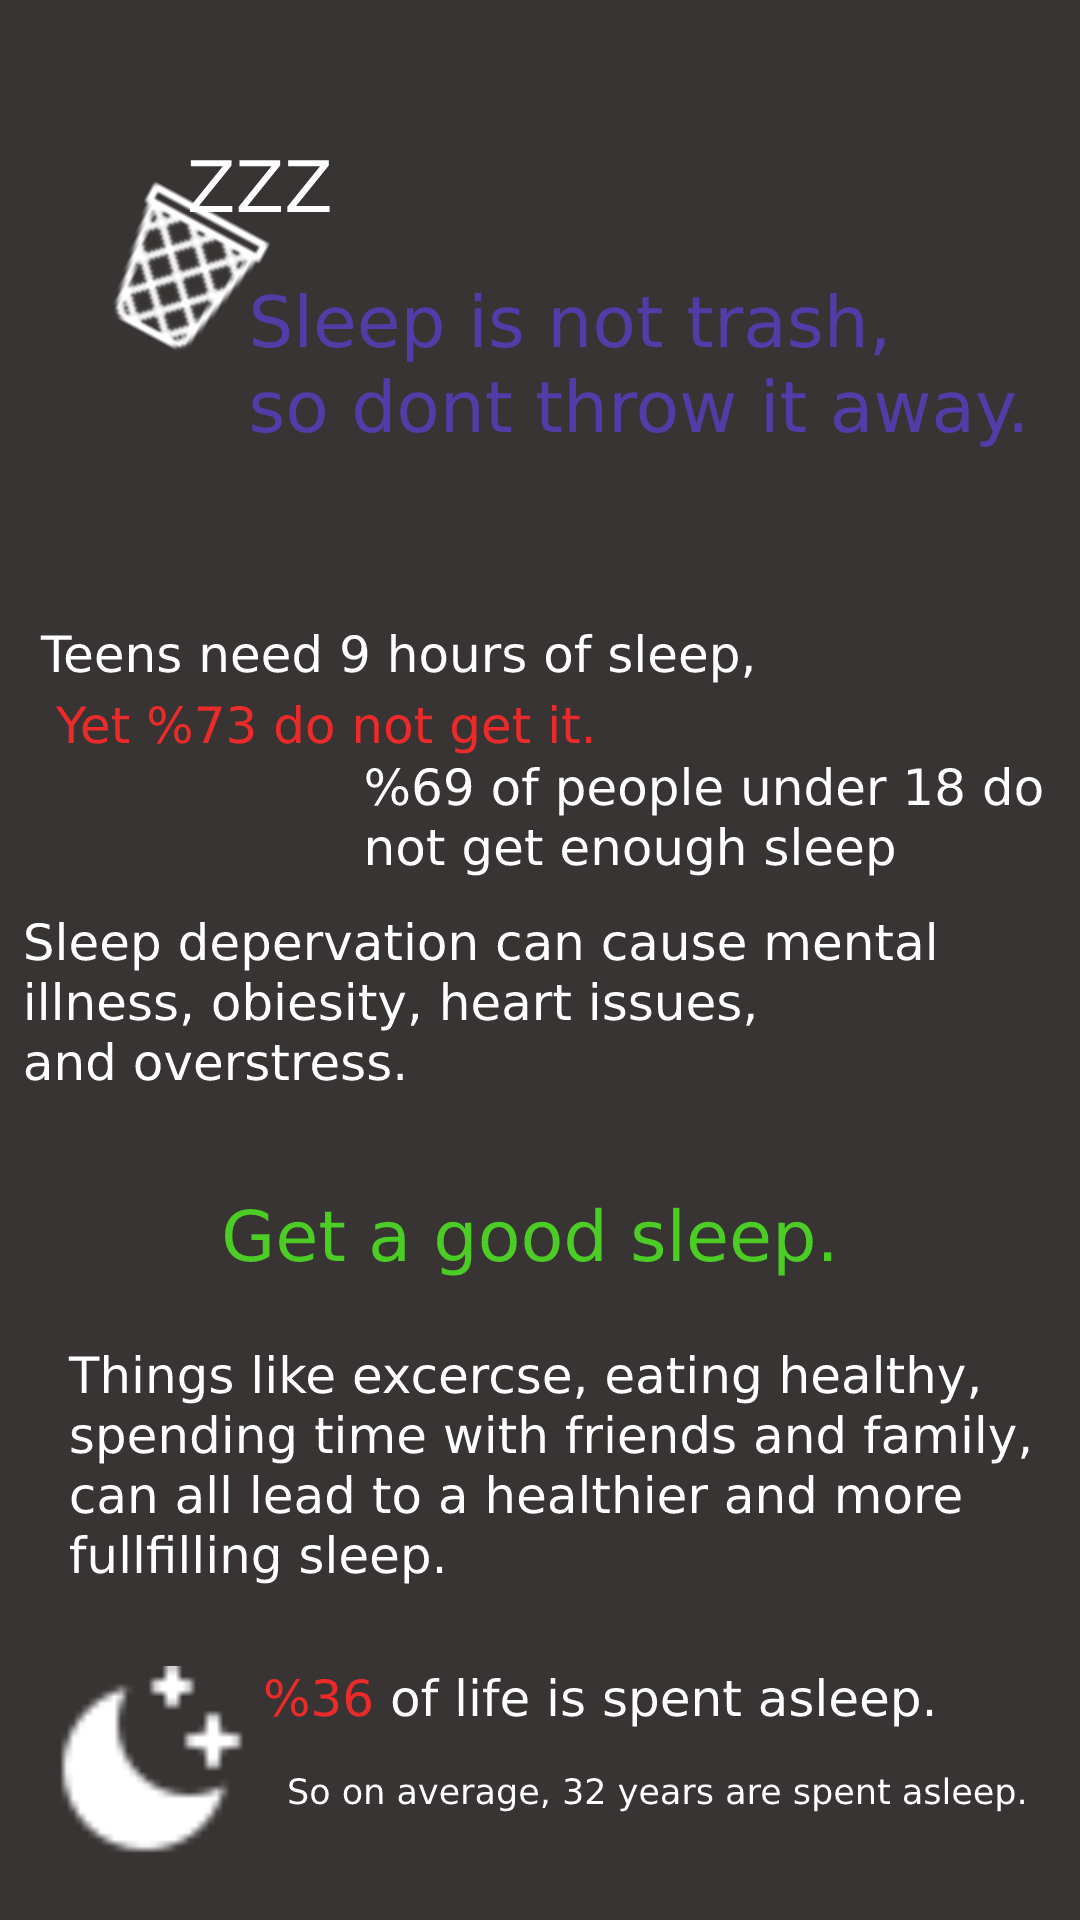 ZZZ
Sleep is not trash,
so dont throw it away.
Teens need 9 hours of sleep,
Yet %73 do not get it.
%69 of people under 18 do
not get enough sleep
Sleep depervation can cause mental
illness, obiesity, heart issues,
and overstress.
Get a good sleep.
Things like excercse, eating healthy,
spending time with friends and family,
can all lead to a healthier and more
fullfilling sleep.
%36 of life is spent asleep.
So on average, 32 years are spent asleep.